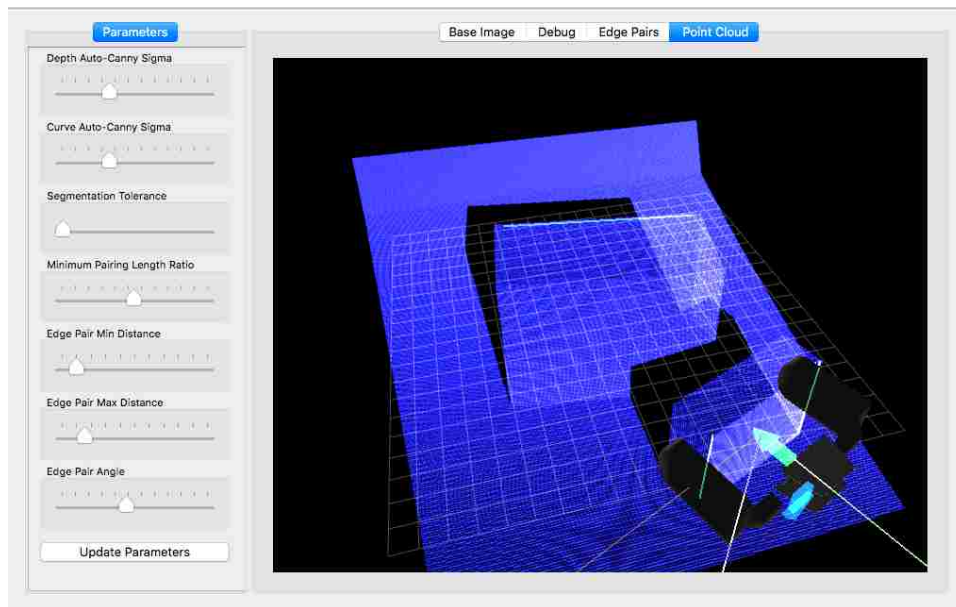 Parameters
Base Image Debug Edge Pairs Point Cloud
Depth Auto-Canny Sigma
Curve Auto-Canny Sigma
Segmentation Tolerance
Minimum Pairing Length Ratio
Edge Pair Min Distance
Edge Pair Max Distance
Edge Pair Angle
Update Parameters